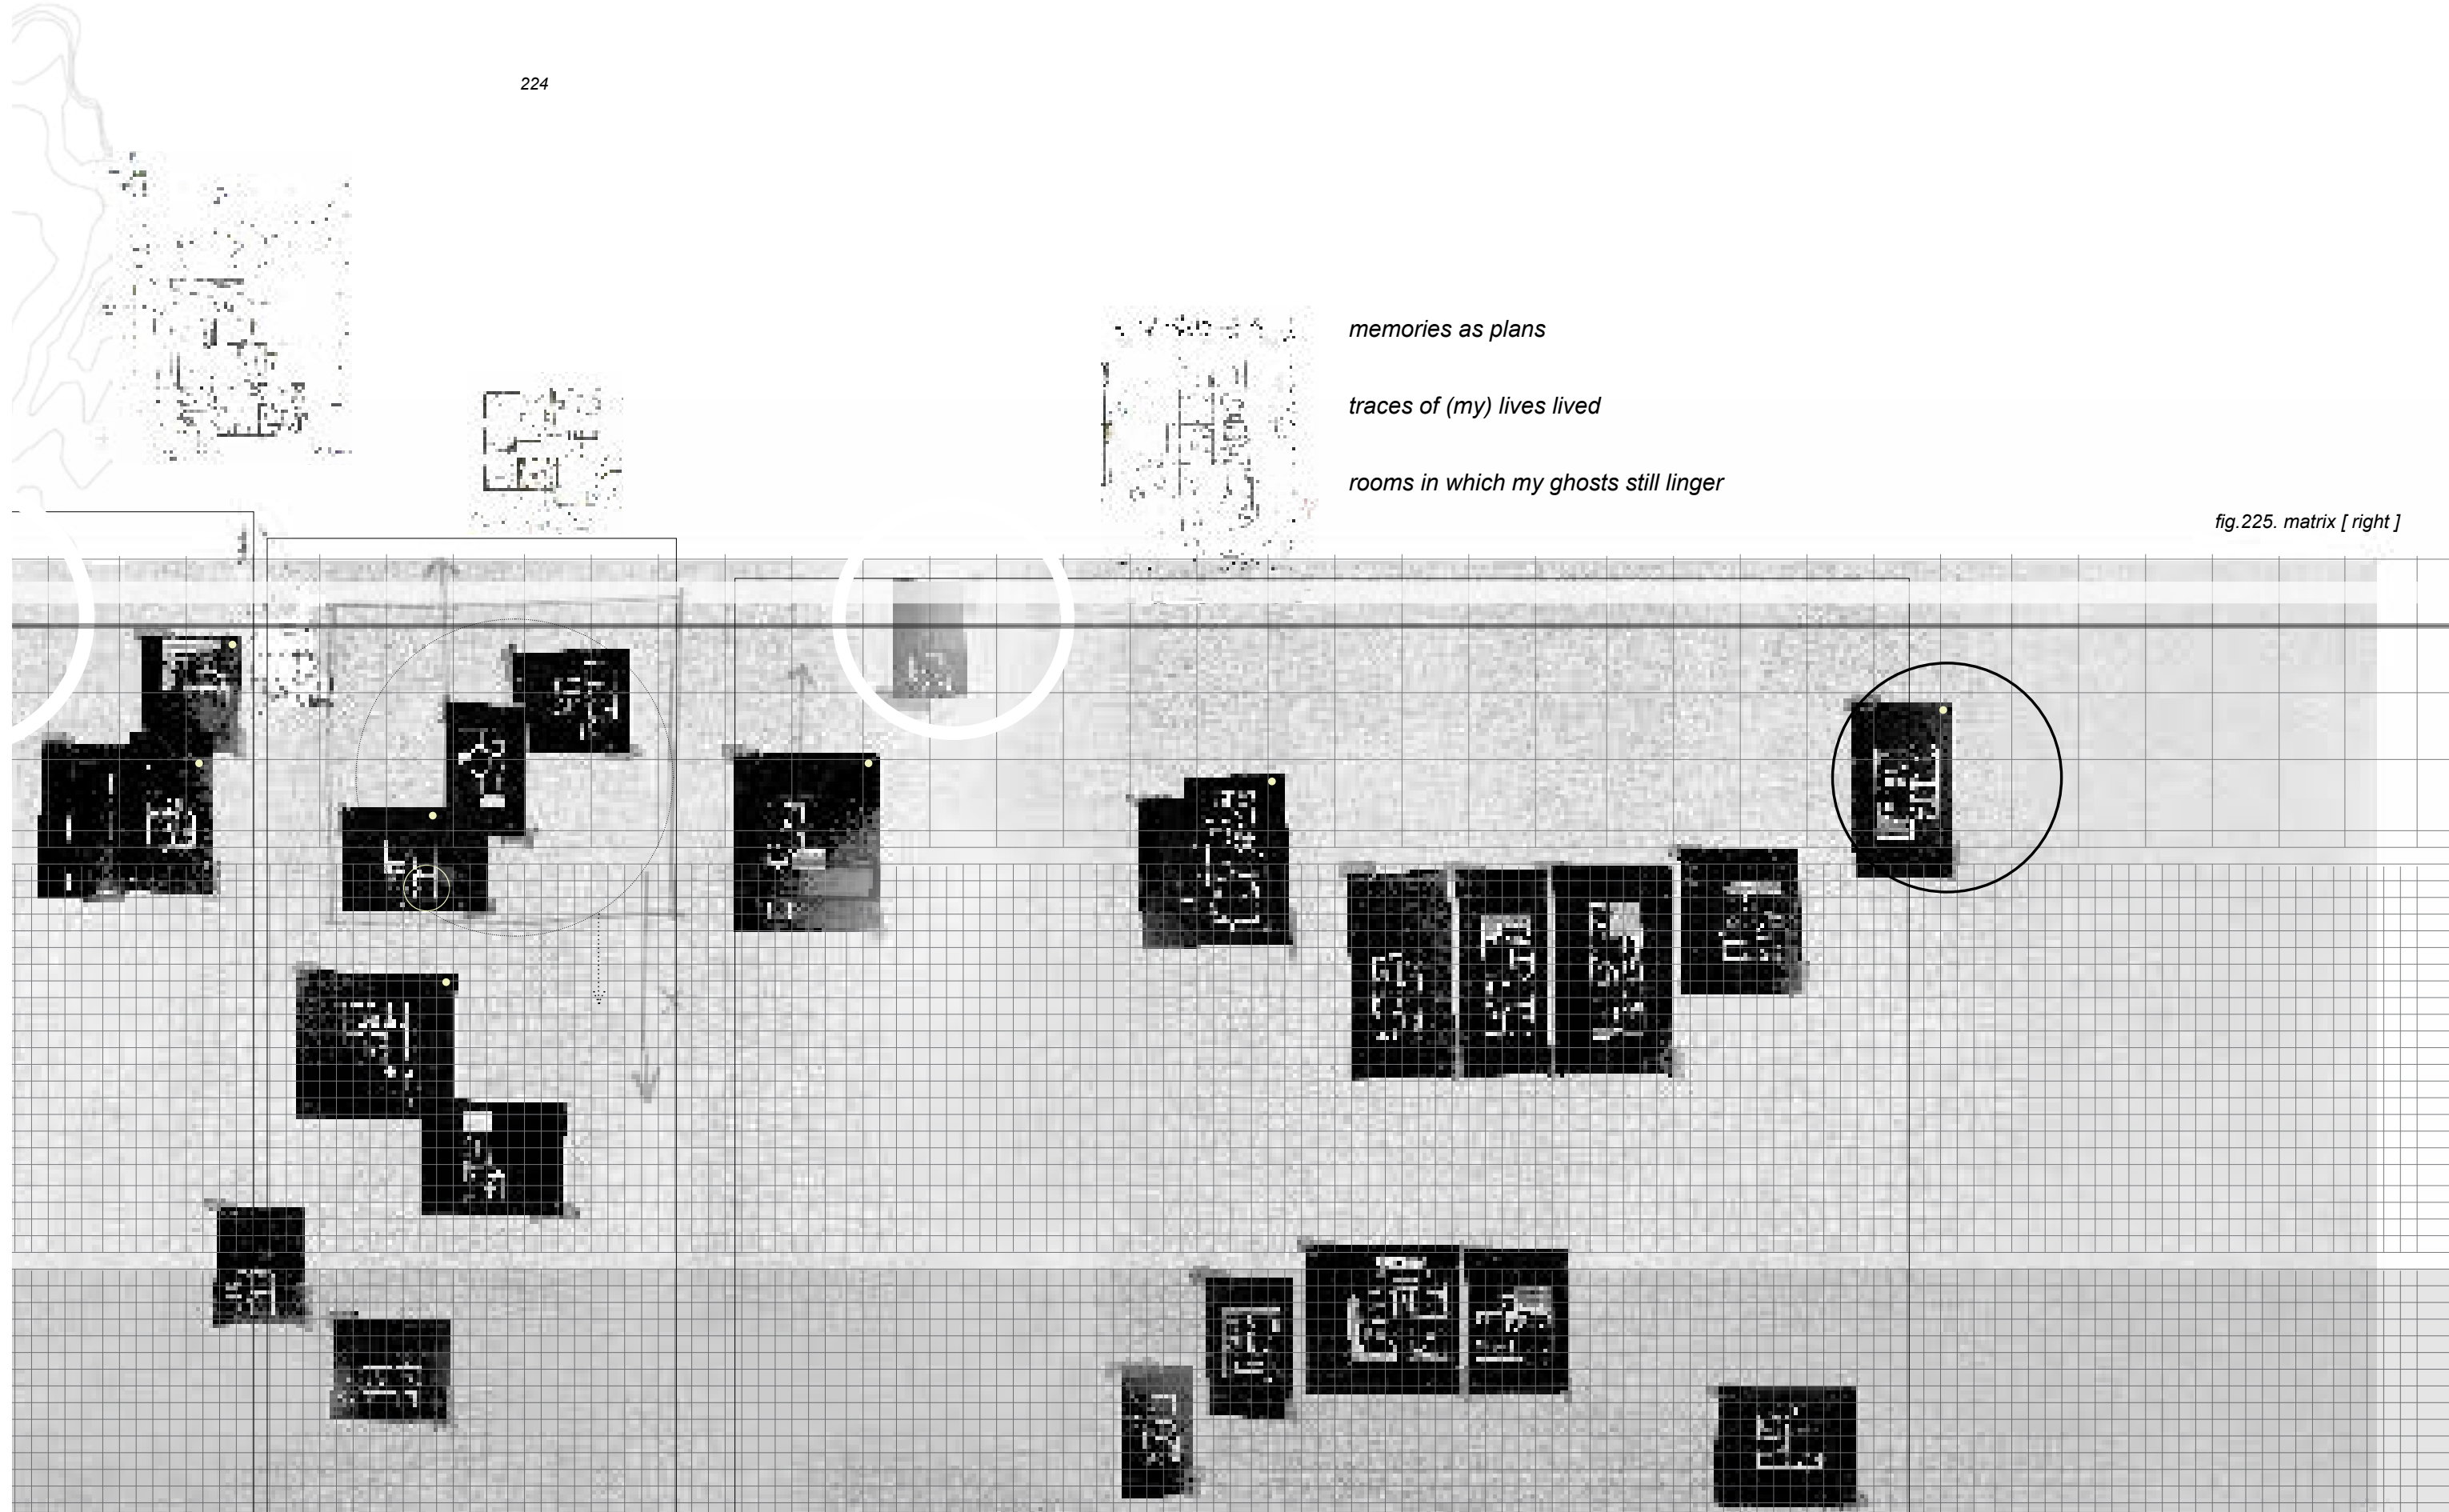 224
memories as plans
traces of (my) lives lived
rooms in which my ghosts still linger
fig.225. matrix [ right ]